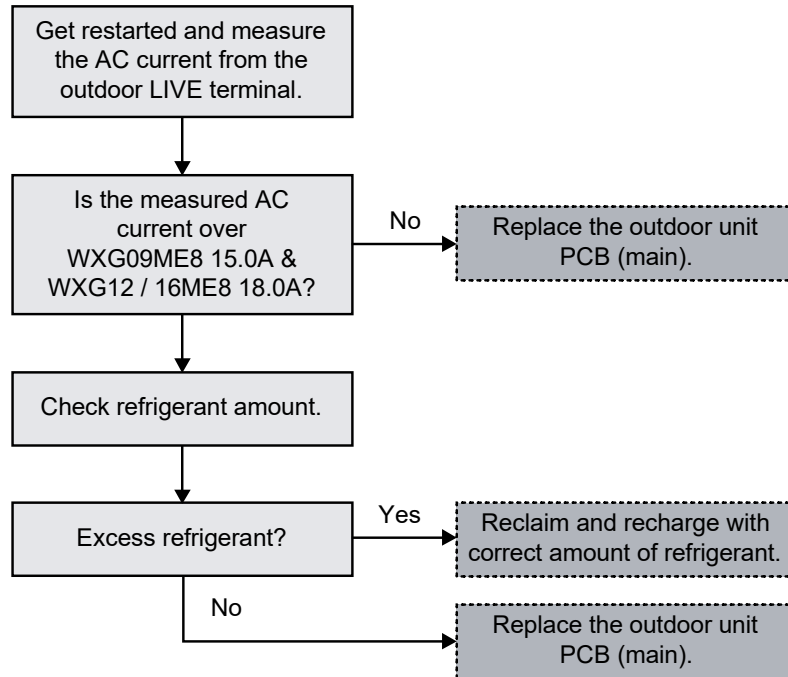 Get restarted and measure
the AC current from the
outdoor LIVE terminal.
Is the measured AC
current over
WXG09ME8 15.0A &
WXG12 / 16ME8 18.0A?
No
Replace the outdoor unit
PCB (main).
Check refrigerant amount.
Excess refrigerant?
Yes
Reclaim and recharge with
correct amount of refrigerant.
No
Replace the outdoor unit
PCB (main).